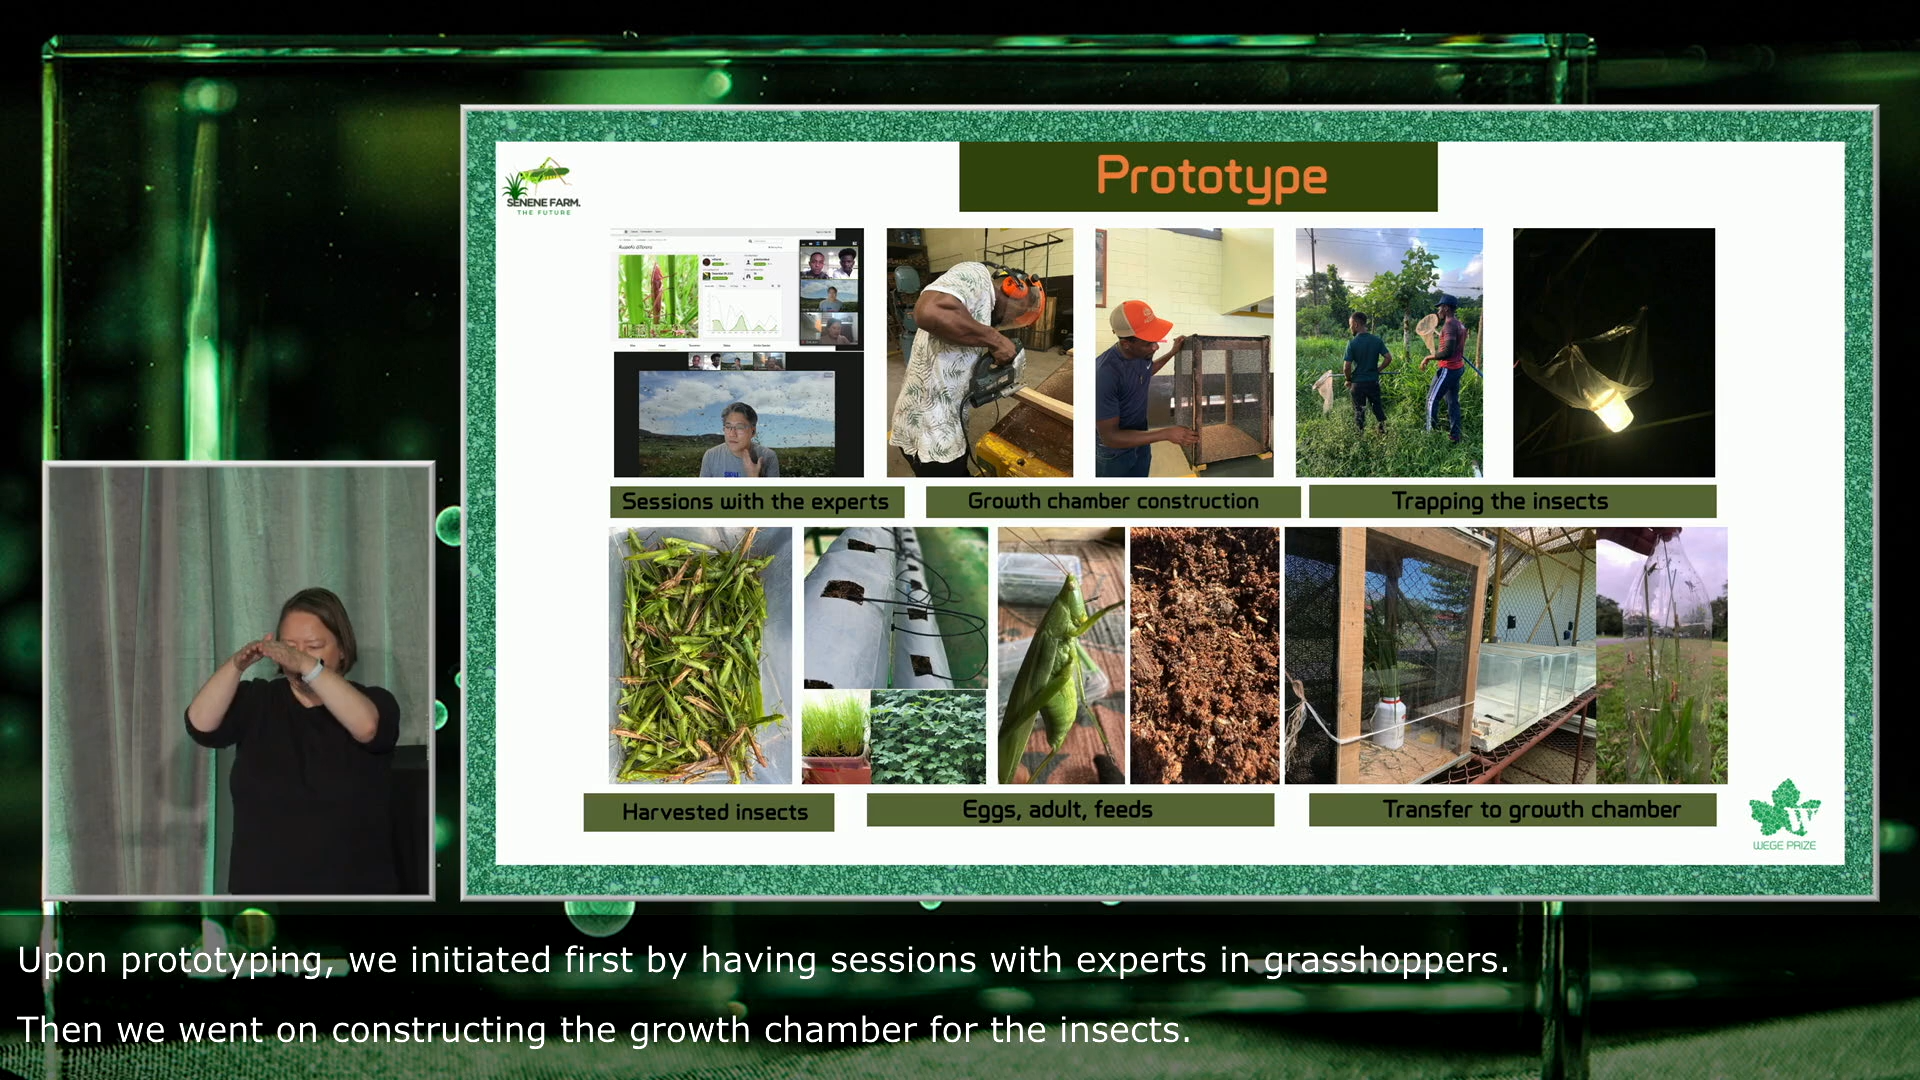 Prototype
SENENE FARM.
THE FUTURE
Sessions with the experts
Growth chamber construction
Trapping the insects
Harvested insects
Eggs, adult, feeds
Transfer to growth chamber
W
WEGE PRIZE
Upon prototyping, we initiated first by having sessions with experts in grasshoppers.
Then we went on constructing the growth chamber for the insects.